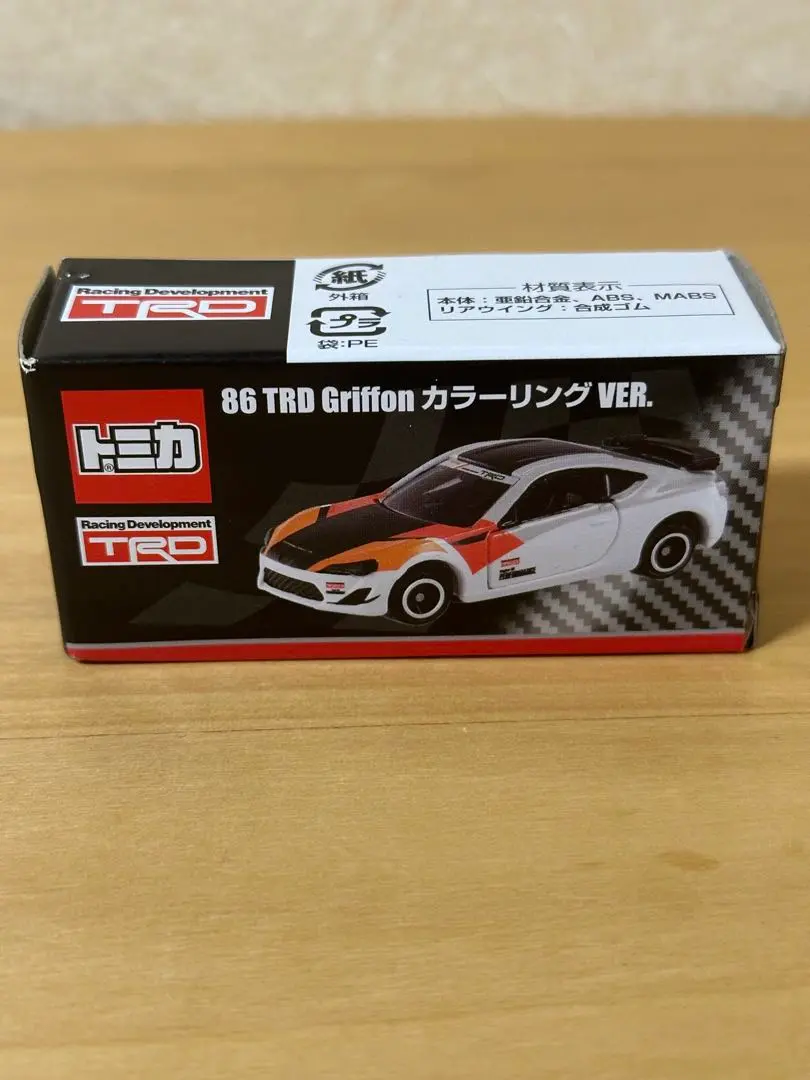 Racing Development
TRD
紙
外箱
プラ
袋:PE
材質表示
本体：亜鉛合金、ABS、MABS
リアウイング：合成ゴム
86 TRD Griffon カラーリング VER.
トミカ®
Racing Development
TRD
TRD
PERFORMANCE